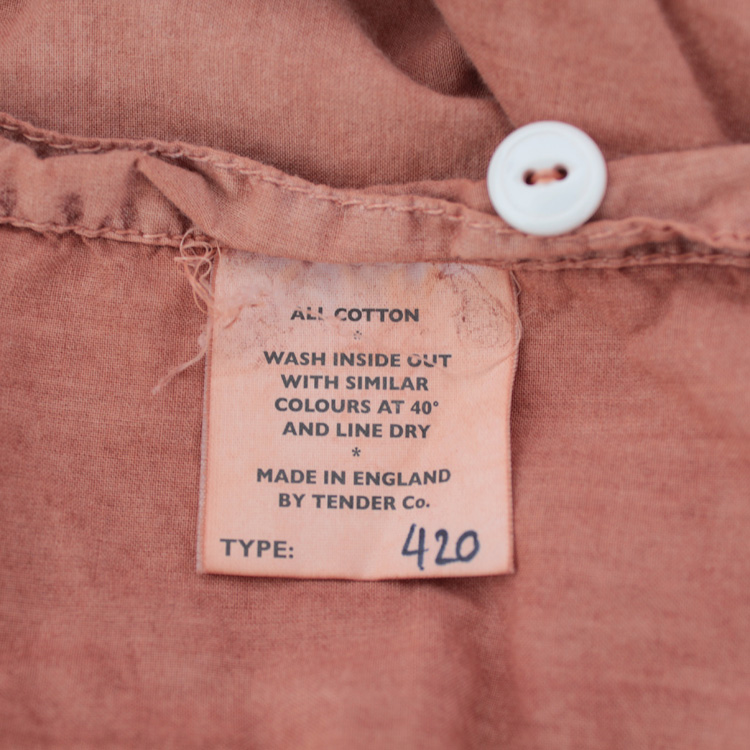 ALL COTTON
*
WASH INSIDE OUT
WITH SIMILAR
COLOURS AT 40°
AND LINE DRY
*
MADE IN ENGLAND
BY TENDER Co.
TYPE: 420